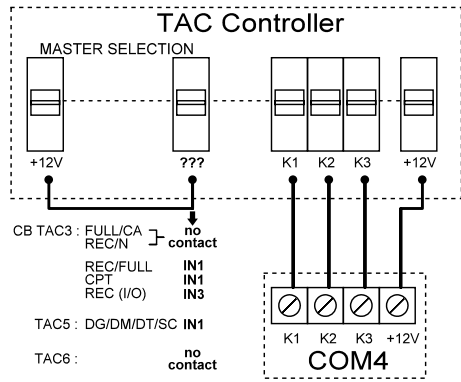 TAC Controller
MASTER SELECTION
+12V ??? K1 K2 K3 +12V
CB TAC3 : FULL/CA no
REC/N contact
REC/FULL IN1
CPT IN1
REC (I/O) IN3
TAC5 : DG/DM/DT/SC IN1
TAC6 : no
contact
K1 K2 K3 +12V
COM4